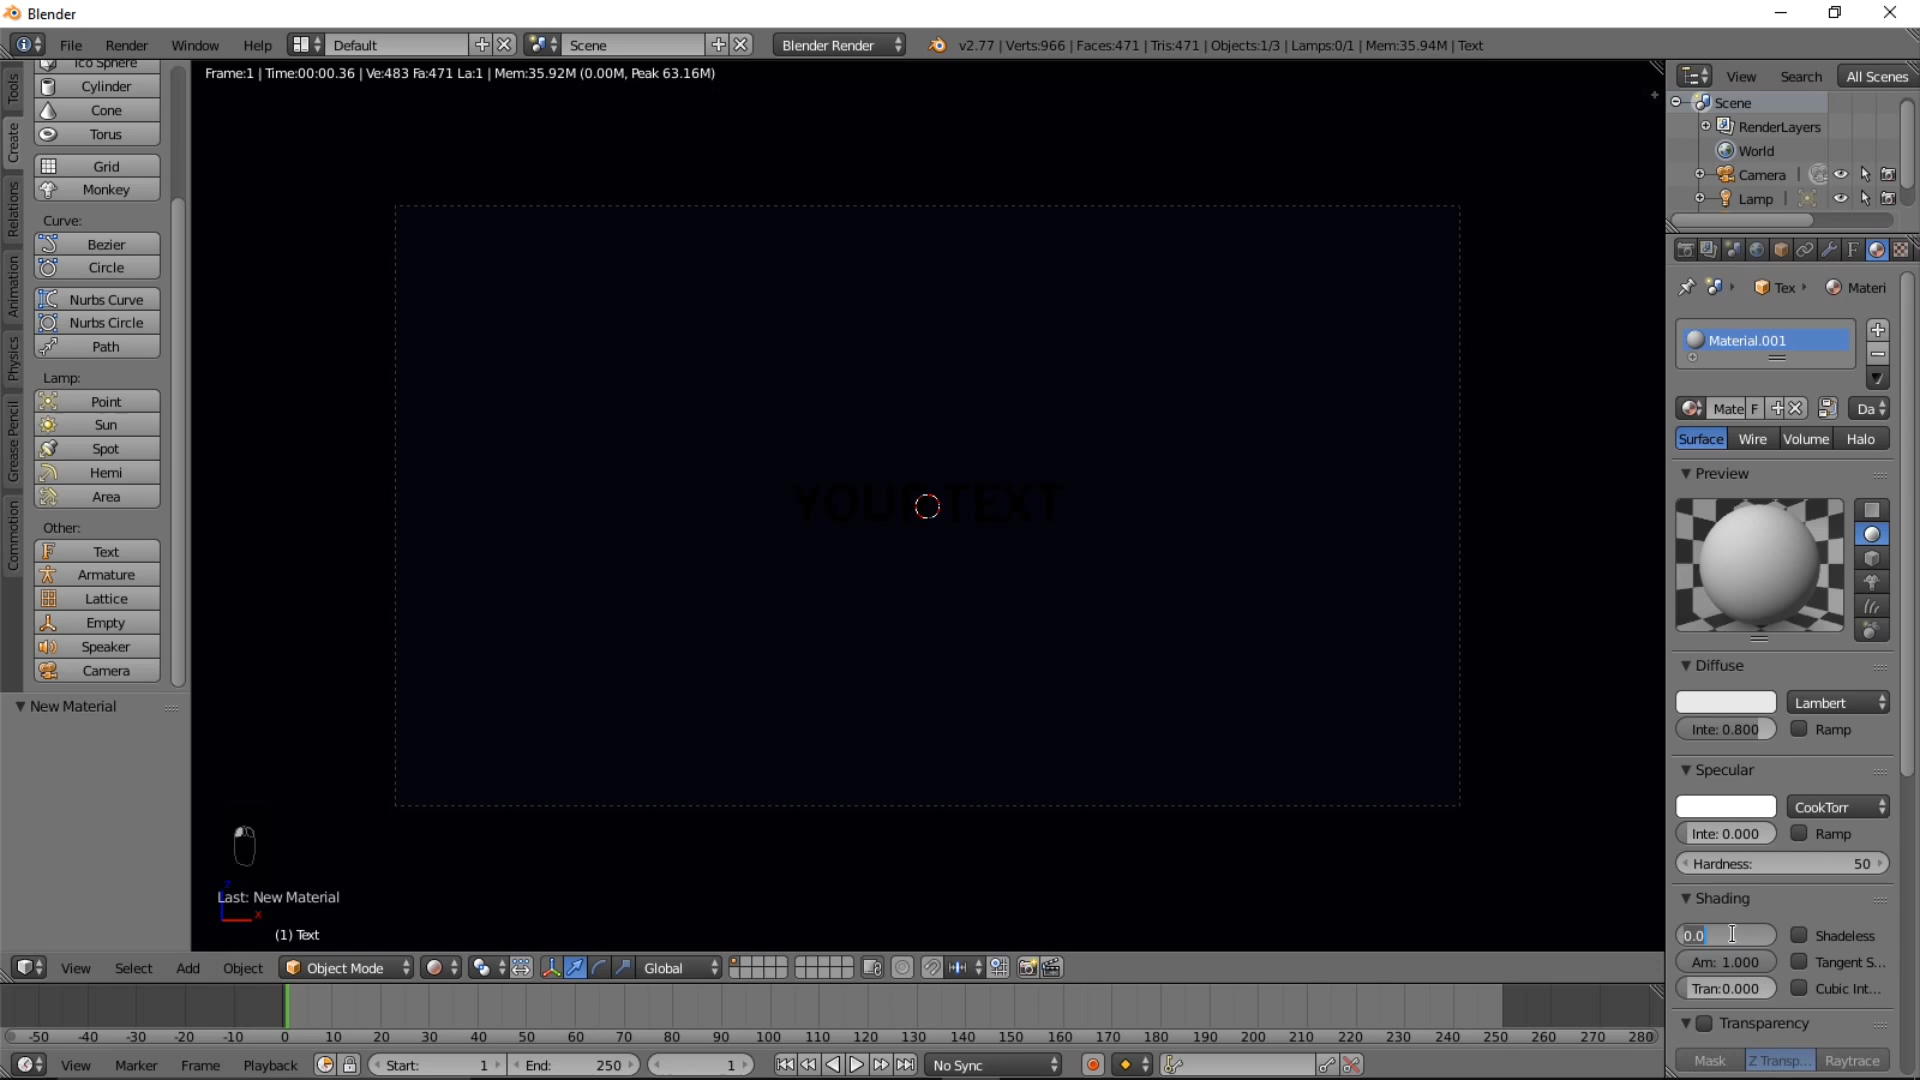 Blender
File Render Window Help Default Scene Blender Render v2.77 | Verts:966 | Faces:471 | Tris:471 | Objects:1/3 | Lamps:0/1 | Mem:35.94M | Text
Frame:1 | Time:00:00.36 | Ve:483 Fa:471 La:1 | Mem:35.92M (0.00M, Peak 63.16M)
Tools
Create
Relations
Animation
Physics
Grease Pencil
Commotion
Ico Sphere
Cylinder
Cone
Torus
Grid
Monkey
Curve:
Bezier
Circle
Nurbs Curve
Nurbs Circle
Path
Lamp:
Point
Sun
Spot
Hemi
Area
Other:
Text
Armature
Lattice
Empty
Speaker
Camera
New Material
YOUR TEXT
z
x
Last: New Material
(1) Text
View Search All Scenes
Scene
RenderLayers
World
Camera
Lamp
Tex Materi
Material.001
Mate F Da
Surface Wire Volume Halo
Preview
Diffuse
Lambert
Inte: 0.800 Ramp
Specular
CookTorr
Inte: 0.000 Ramp
Hardness: 50
Shading
0.0 Shadeless
Am: 1.000 Tangent S...
Tran:0.000 Cubic Int...
Transparency
Mask Z Transp... Raytrace
View Select Add Object Object Mode Global
-50 -40 -30 -20 -10 0 10 20 30 40 50 60 70 80 90 100 110 120 130 140 150 160 170 180 190 200 210 220 230 240 250 260 270 280
View Marker Frame Playback Start: 1 End: 250 1 No Sync